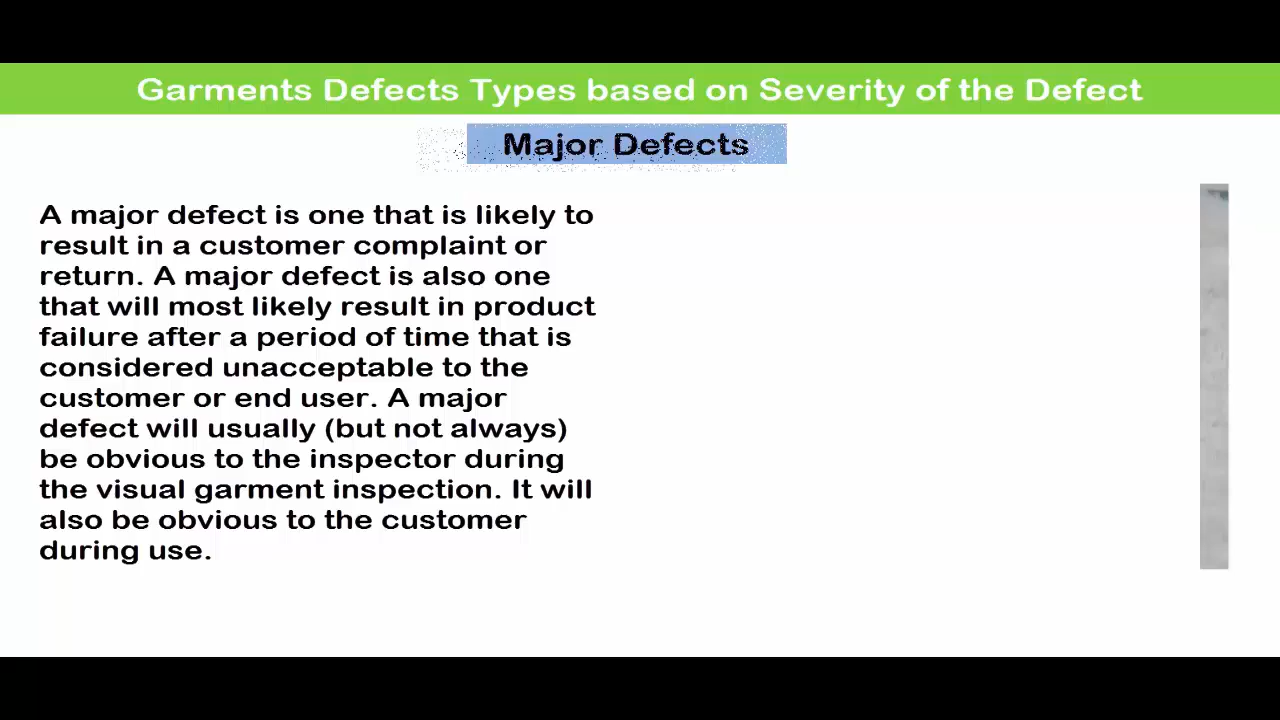 Garments Defects Types based on Severity of the Defect
Major Defects
A major defect is one that is likely to
result in a customer complaint or
return. A major defect is also one
that will most likely result in product
failure after a period of time that is
considered unacceptable to the
customer or end user. A major
defect will usually (but not always)
be obvious to the inspector during
the visual garment inspection. It will
also be obvious to the customer
during use.